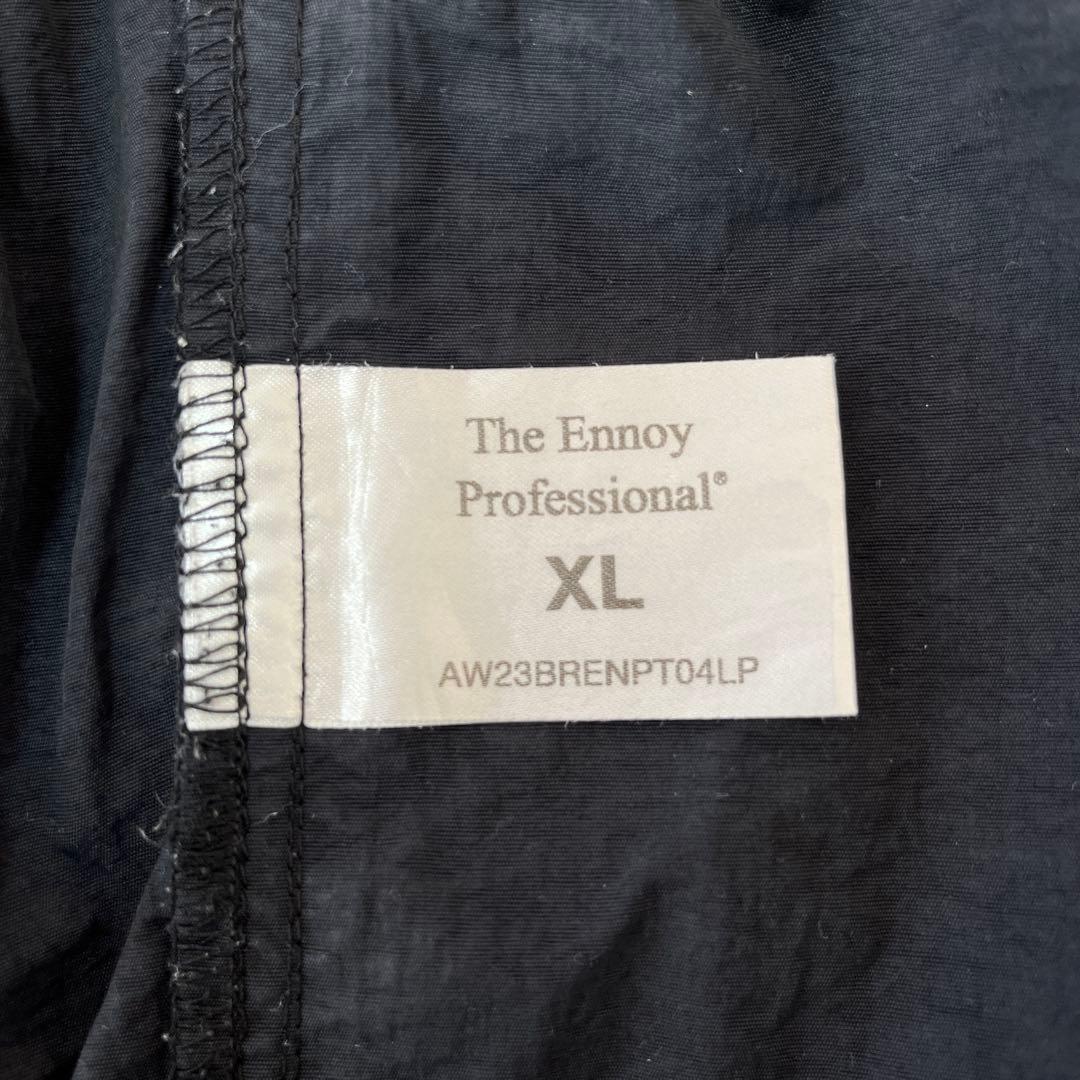 The Ennoy
Professional®
XL
AW23BRENPT04LP